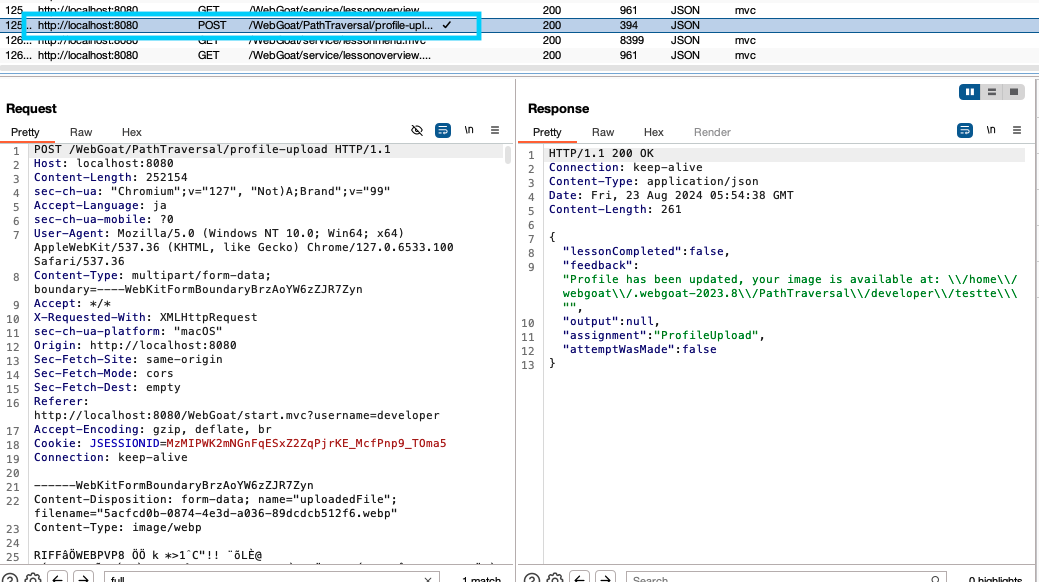 125... http://localhost:8080 GET /WebGoat/service/lessonoverview.... 200 961 JSON mvc
125... http://localhost:8080 POST /WebGoat/PathTraversal/profile-upl... ✓ 200 394 JSON
126... http://localhost:8080 GET /WebGoat/service/lessonmenu.mvc 200 8399 JSON mvc
126... http://localhost:8080 GET /WebGoat/service/lessonoverview.... 200 961 JSON mvc
Request
Pretty Raw Hex \n
1 POST /WebGoat/PathTraversal/profile-upload HTTP/1.1
2 Host: localhost:8080
3 Content-Length: 252154
4 sec-ch-ua: "Chromium";v="127", "Not)A;Brand";v="99"
5 Accept-Language: ja
6 sec-ch-ua-mobile: ?0
7 User-Agent: Mozilla/5.0 (Windows NT 10.0; Win64; x64)
AppleWebKit/537.36 (KHTML, like Gecko) Chrome/127.0.6533.100
Safari/537.36
8 Content-Type: multipart/form-data;
boundary=----WebKitFormBoundaryBrzAoYW6zZJR7Zyn
9 Accept: */*
10 X-Requested-With: XMLHttpRequest
11 sec-ch-ua-platform: "macOS"
12 Origin: http://localhost:8080
13 Sec-Fetch-Site: same-origin
14 Sec-Fetch-Mode: cors
15 Sec-Fetch-Dest: empty
16 Referer:
http://localhost:8080/WebGoat/start.mvc?username=developer
17 Accept-Encoding: gzip, deflate, br
18 Cookie: JSESSIONID=MzMIPWK2mNGnFqESxZ2ZqPjrKE_McfPnp9_TOma5
19 Connection: keep-alive
20
21 ------WebKitFormBoundaryBrzAoYW6zZJR7Zyn
22 Content-Disposition: form-data; name="uploadedFile";
filename="5acfcd0b-0874-4e3d-a036-89dcdcb512f6.webp"
23 Content-Type: image/webp
24
25 RIFFâÖWEBPVP8 ÖÖ k *>1ˆC"!! ¨õLÈ@
full 1 match
Response
Pretty Raw Hex Render \n
1 HTTP/1.1 200 OK
2 Connection: keep-alive
3 Content-Type: application/json
4 Date: Fri, 23 Aug 2024 05:54:38 GMT
5 Content-Length: 261
6
7 {
8 "lessonCompleted":false,
9 "feedback":
"Profile has been updated, your image is available at: \\/home\\/
webgoat\\/.webgoat-2023.8\\/PathTraversal\\/developer\\/testte\\\
"",
10 "output":null,
11 "assignment":"ProfileUpload",
12 "attemptWasMade":false
13 }
Search 0 highlights